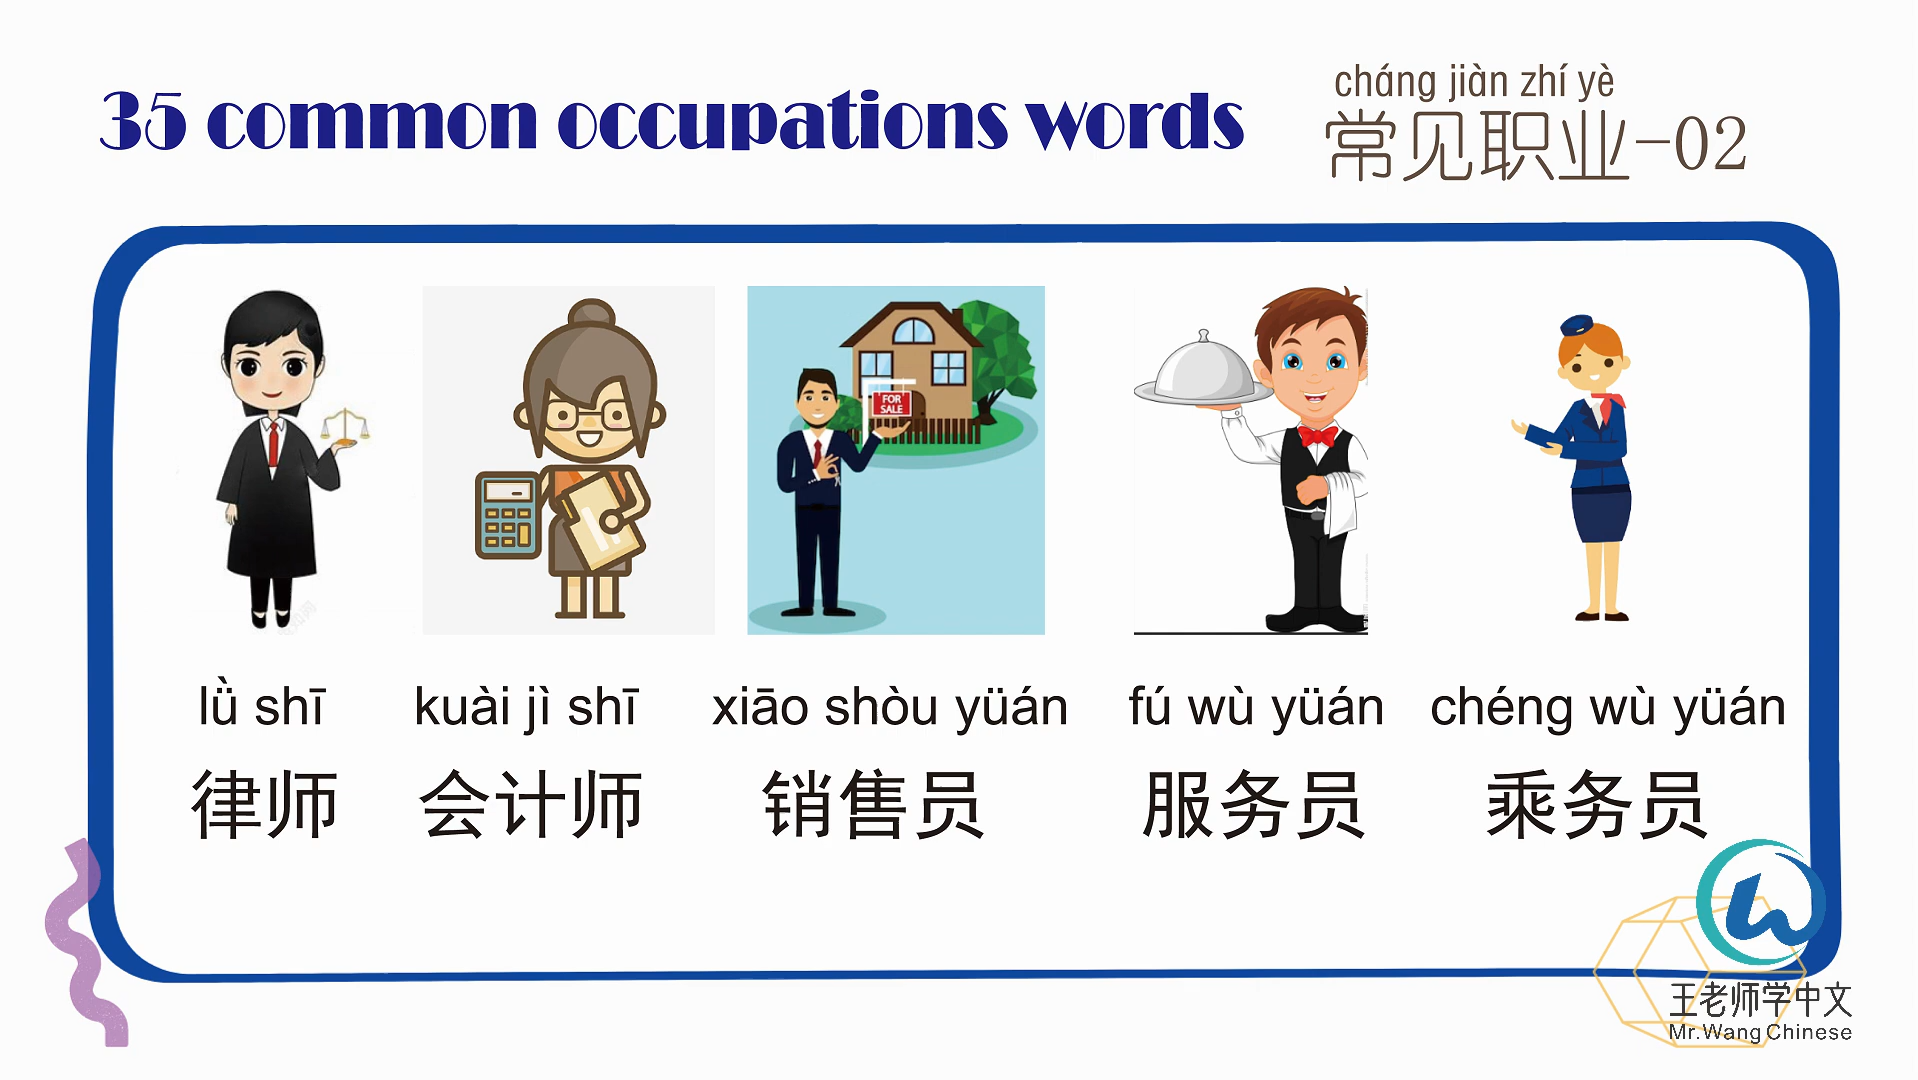 35 common occupations words
cháng jiàn zhí yè
常见职业-02
FOR
SALE
lǜ shī kuài jì shī xiāo shòu yüán fú wù yüán chéng wù yüán
律师 会计师 销售员 服务员 乘务员
王老师学中文
Mr.Wang Chinese